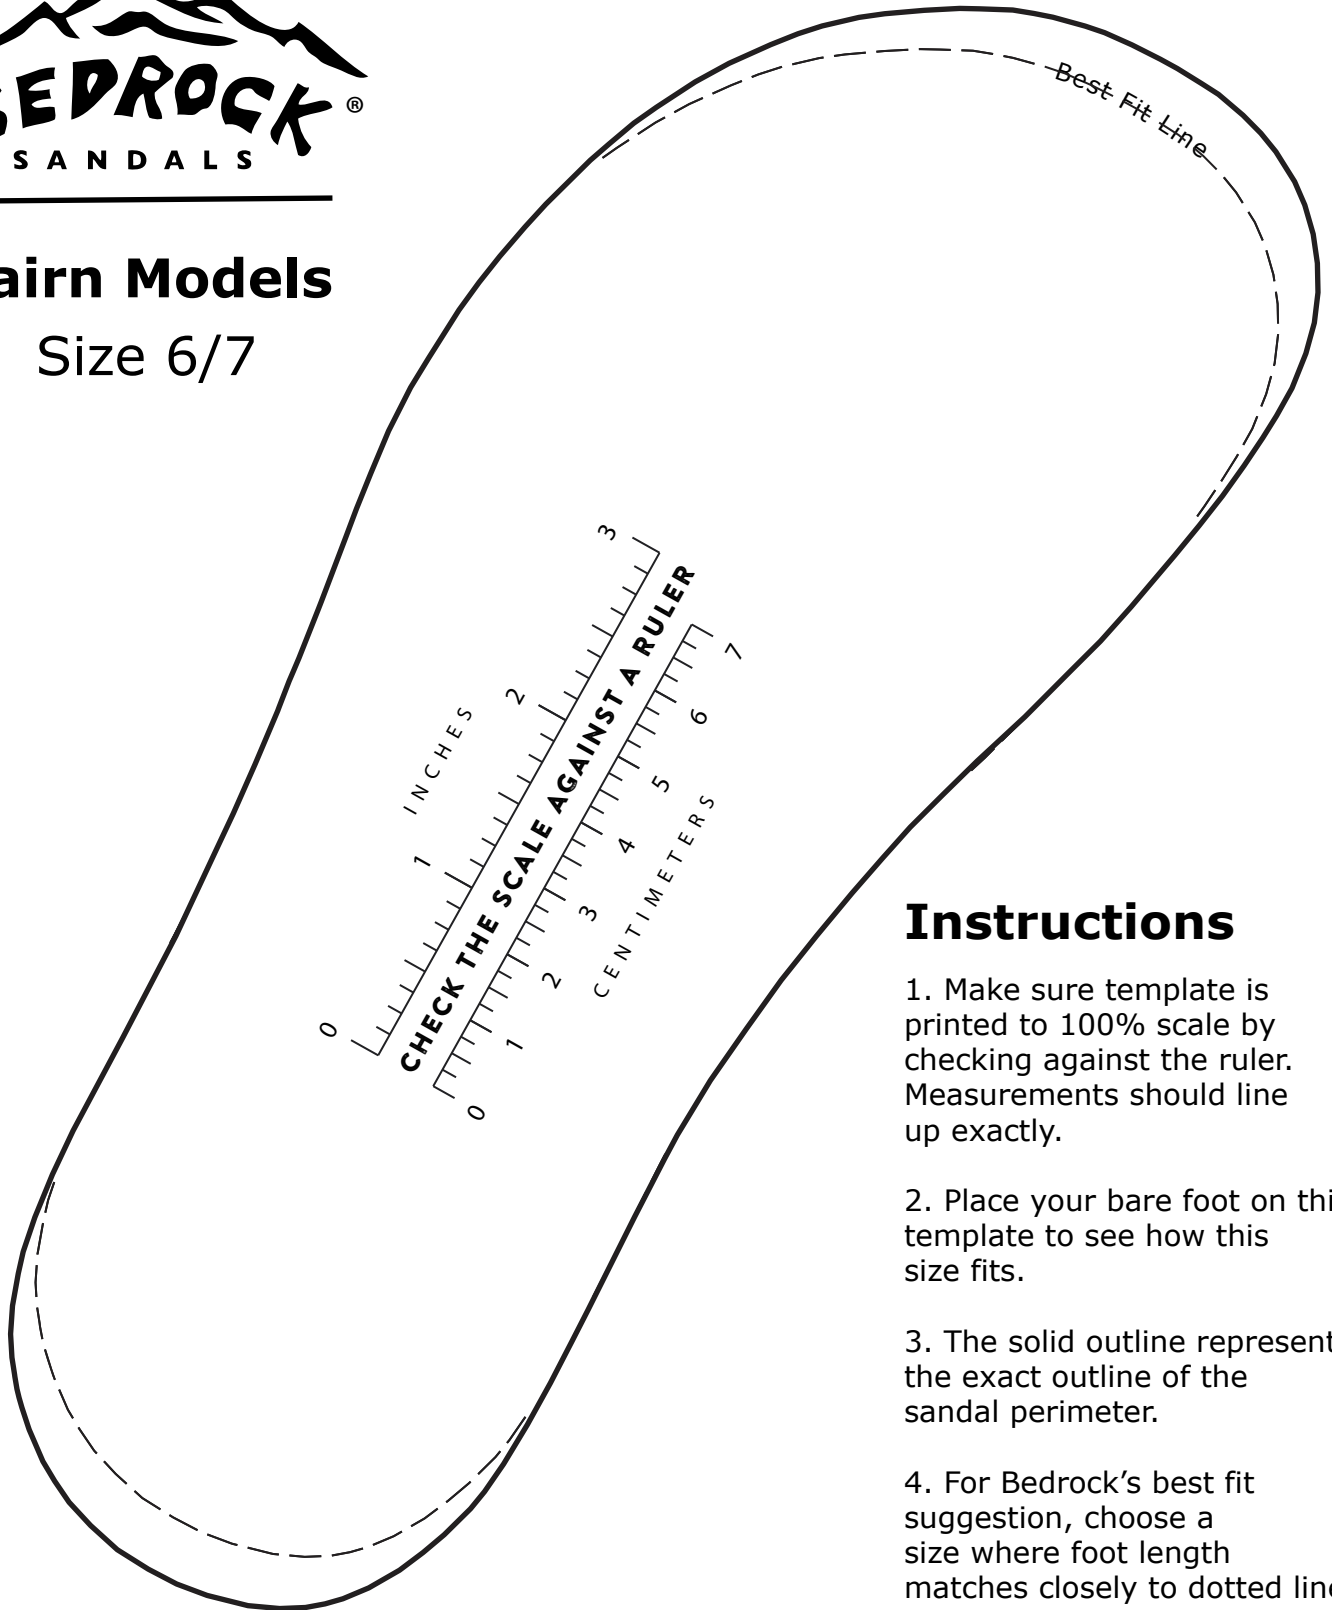 EDROCK®
SANDALS
airn Models
Size 6/7
Best Fit Line
3
2
1
0
INCHES
CHECK THE SCALE AGAINST A RULER
7
6
5
4
3
2
1
0
CENTIMETERS
Instructions
1. Make sure template is
printed to 100% scale by
checking against the ruler.
Measurements should line
up exactly.
2. Place your bare foot on thi
template to see how this
size fits.
3. The solid outline represent
the exact outline of the
sandal perimeter.
4. For Bedrock’s best fit
suggestion, choose a
size where foot length
matches closely to dotted line